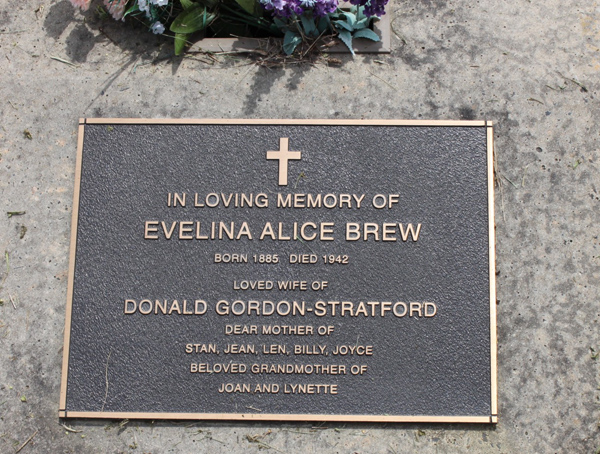 IN LOVING MEMORY OF
EVELINA ALICE BREW
BORN 1885 DIED 1942
LOVED WIFE OF
DONALD GORDON-STRATFORD
DEAR MOTHER OF
STAN, JEAN, LEN, BILLY, JOYCE
BELOVED GRANDMOTHER OF
JOAN AND LYNETTE